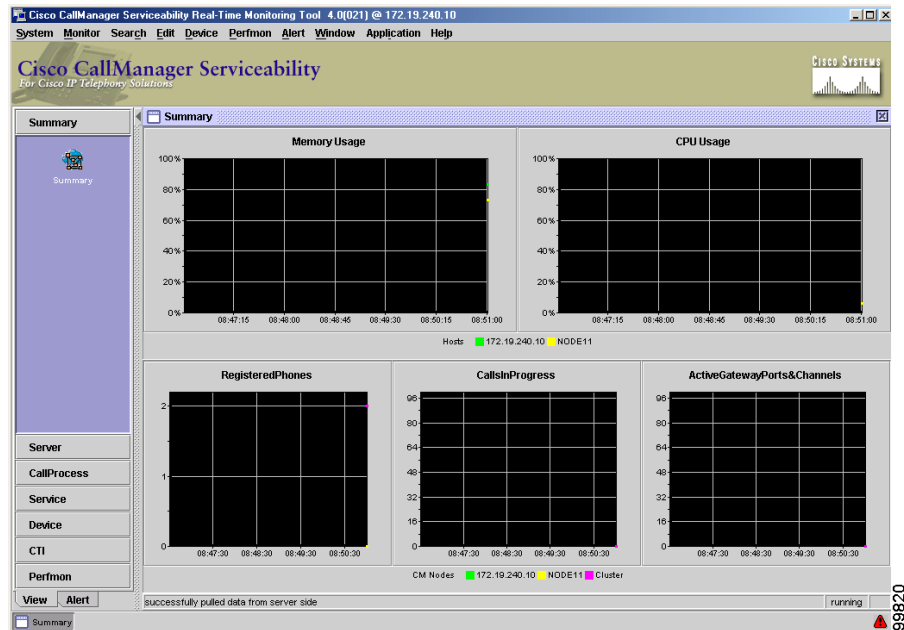 Cisco CallManager Serviceability Real-Time Monitoring Tool 4.0(021) @ 172.19.240.10
System Monitor Search Edit Device Perfmon Alert Window Application Help
Cisco CallManager Serviceability
For Cisco IP Telephony Solutions
CISCO SYSTEMS
Summary
Summary
Server
CallProcess
Service
Device
CTI
Perfmon
View Alert
Summary
Memory Usage
100%
80%
60%
40%
20%
0%
08:47:15 08:48:00 08:48:45 08:49:30 08:50:15 08:51:00
CPU Usage
100%
80%
60%
40%
20%
0%
08:47:15 08:48:00 08:48:45 08:49:30 08:50:15 08:51:00
Hosts 172.19.240.10 NODE11
RegisteredPhones
2
1
0
08:47:30 08:48:30 08:49:30 08:50:30
CallsInProgress
96
80
64
48
32
16
0
08:47:30 08:48:30 08:49:30 08:50:30
ActiveGatewayPorts&Channels
96
80
64
48
32
16
0
08:47:30 08:48:30 08:49:30 08:50:30
CM Nodes 172.19.240.10 NODE11 Cluster
successfully pulled data from server side
running
Summary
99820